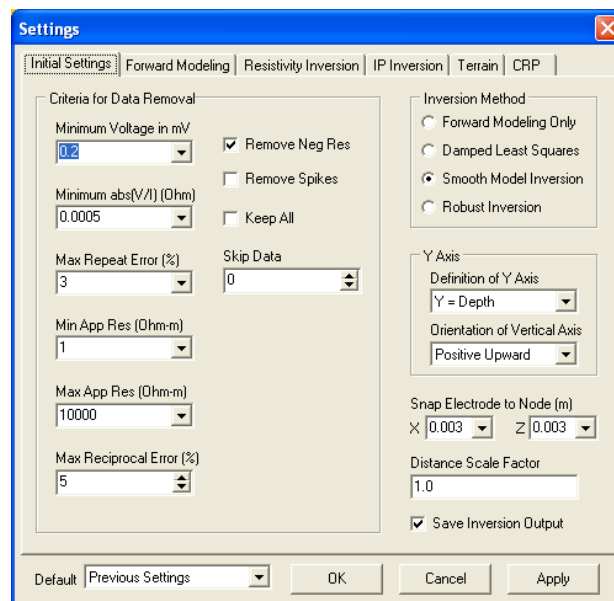 Settings
Initial Settings
Forward Modeling
Resistivity Inversion
IP Inversion
Terrain
CRP
Criteria for Data Removal
Minimum Voltage in mV
0.2
Remove Neg Res
Minimum abs(V/I) (Ohm)
Remove Spikes
0.0005
Keep All
Max Repeat Error (%)
Skip Data
3
0
Min App Res (Ohm-m)
1
Max App Res (Ohm-m)
10000
Max Reciprocal Error (%)
5
Inversion Method
Forward Modeling Only
Damped Least Squares
Smooth Model Inversion
Robust Inversion
Y Axis
Definition of Y Axis
Y = Depth
Orientation of Vertical Axis
Positive Upward
Snap Electrode to Node (m)
X 0.003 Z 0.003
Distance Scale Factor
1.0
Save Inversion Output
Default Previous Settings
OK
Cancel
Apply